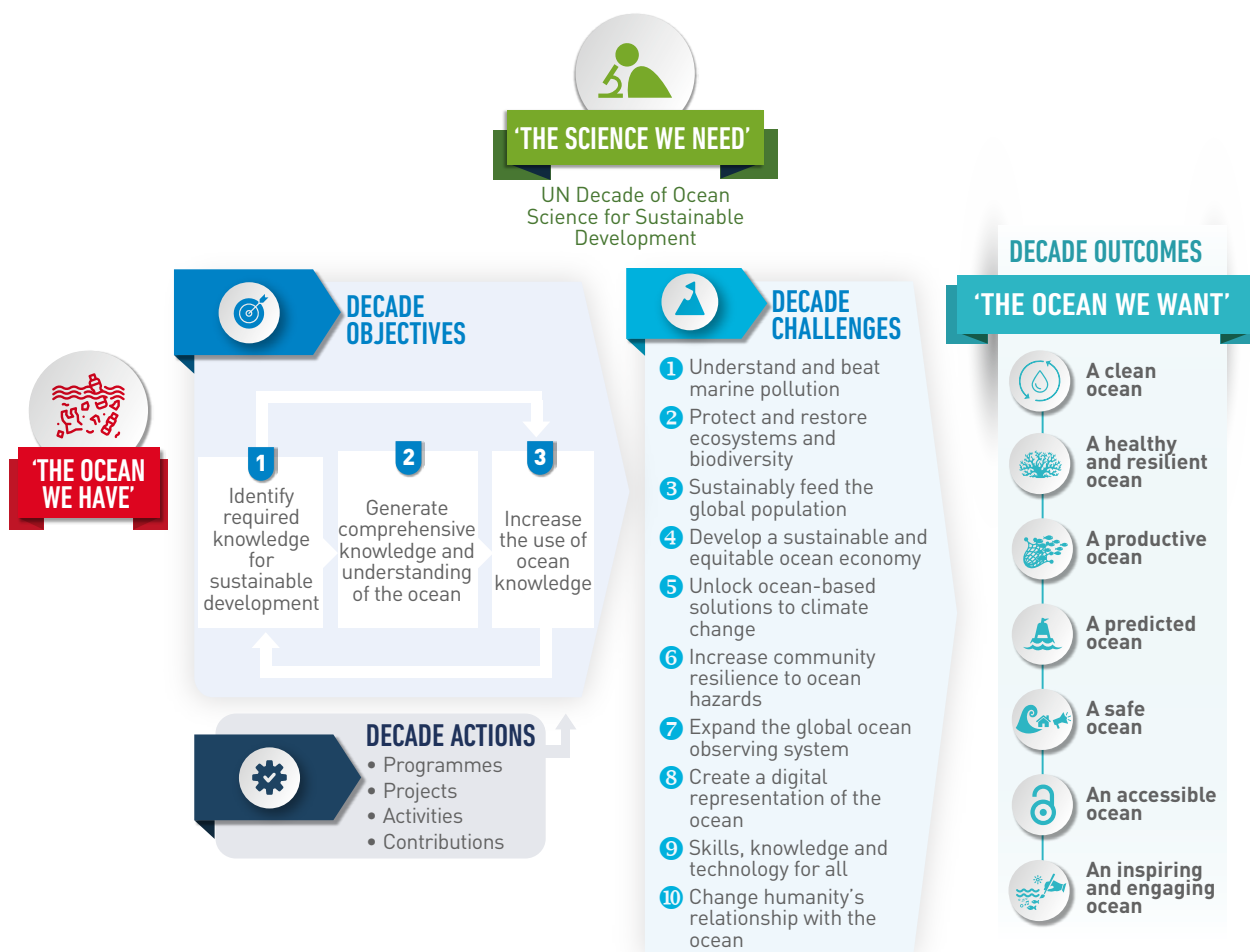 'THE SCIENCE WE NEED'
UN Decade of Ocean
Science for Sustainable
Development
'THE OCEAN
WE HAVE'
DECADE
OBJECTIVES
1
Identify
required
knowledge
for
sustainable
development
2
Generate
comprehensive
knowledge and
understanding
of the ocean
3
Increase
the use of
ocean
knowledge
DECADE ACTIONS
• Programmes
• Projects
• Activities
• Contributions
DECADE
CHALLENGES
1 Understand and beat
marine pollution
2 Protect and restore
ecosystems and
biodiversity
3 Sustainably feed the
global population
4 Develop a sustainable and
equitable ocean economy
5 Unlock ocean-based
solutions to climate
change
6 Increase community
resilience to ocean
hazards
7 Expand the global ocean
observing system
8 Create a digital
representation of the
ocean
9 Skills, knowledge and
technology for all
10 Change humanity's
relationship with the
ocean
DECADE OUTCOMES
'THE OCEAN WE WANT'
A clean
ocean
A healthy
and resilient
ocean
A productive
ocean
A predicted
ocean
A safe
ocean
An accessible
ocean
An inspiring
and engaging
ocean